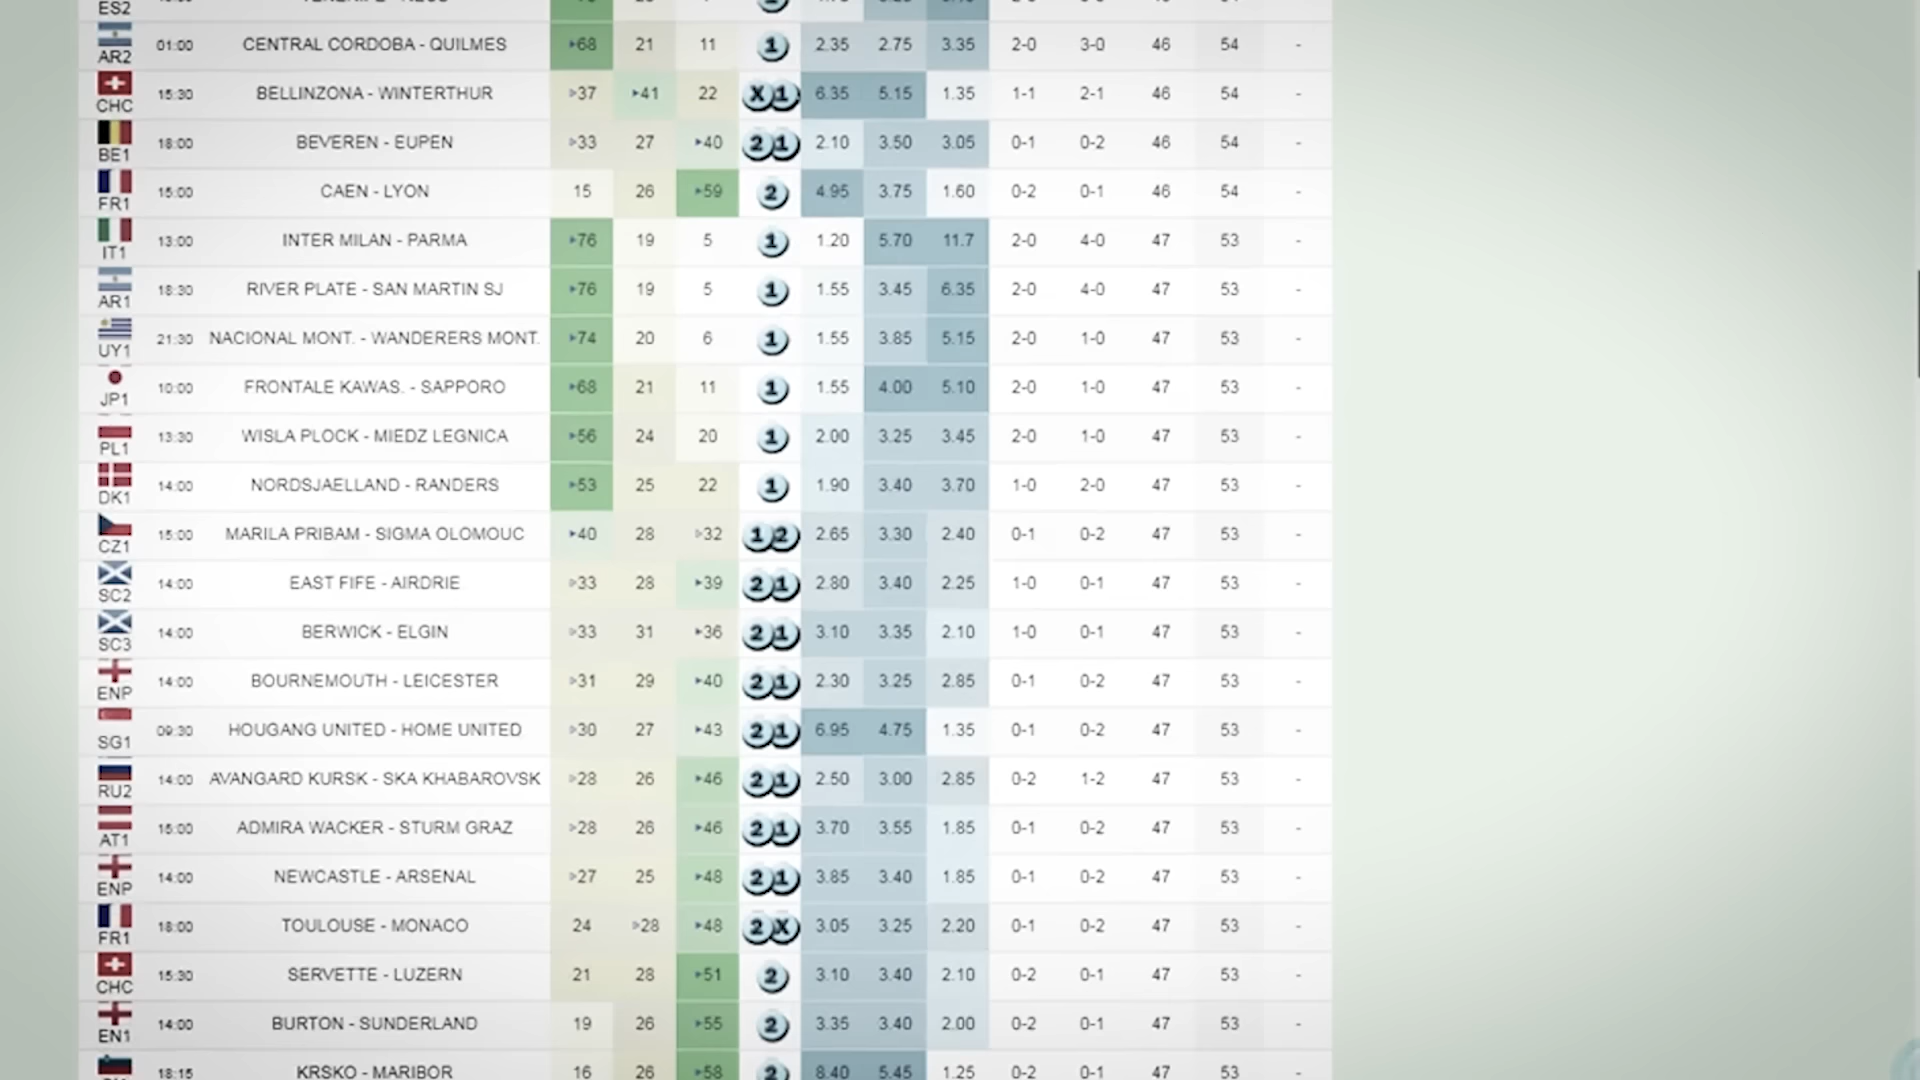 ES2
AR2 01:00 CENTRAL CORDOBA - QUILMES 68 21 11 1 2.35 2.75 3.35 2-0 3-0 46 54 -
CHC 15:30 BELLINZONA - WINTERTHUR 37 41 22 X1 6.35 5.15 1.35 1-1 2-1 46 54 -
BE1 18:00 BEVEREN - EUPEN 33 27 40 21 2.10 3.50 3.05 0-1 0-2 46 54 -
FR1 15:00 CAEN - LYON 15 26 59 2 4.95 3.75 1.60 0-2 0-1 46 54 -
IT1 13:00 INTER MILAN - PARMA 76 19 5 1 1.20 5.70 11.7 2-0 4-0 47 53 -
AR1 18:30 RIVER PLATE - SAN MARTIN SJ 76 19 5 1 1.55 3.45 6.35 2-0 4-0 47 53 -
UY1 21:30 NACIONAL MONT. - WANDERERS MONT. 74 20 6 1 1.55 3.85 5.15 2-0 1-0 47 53 -
JP1 10:00 FRONTALE KAWAS. - SAPPORO 68 21 11 1 1.55 4.00 5.10 2-0 1-0 47 53 -
PL1 13:30 WISLA PLOCK - MIEDZ LEGNICA 56 24 20 1 2.00 3.25 3.45 2-0 1-0 47 53 -
DK1 14:00 NORDSJAELLAND - RANDERS 53 25 22 1 1.90 3.40 3.70 1-0 2-0 47 53 -
CZ1 15:00 MARILA PRIBAM - SIGMA OLOMOUC 40 28 32 12 2.65 3.30 2.40 0-1 0-2 47 53 -
SC2 14:00 EAST FIFE - AIRDRIE 33 28 39 21 2.80 3.40 2.25 1-0 0-1 47 53 -
SC3 14:00 BERWICK - ELGIN 33 31 36 21 3.10 3.35 2.10 1-0 0-1 47 53 -
ENP 14:00 BOURNEMOUTH - LEICESTER 31 29 40 21 2.30 3.25 2.85 0-1 0-2 47 53 -
SG1 09:30 HOUGANG UNITED - HOME UNITED 30 27 43 21 6.95 4.75 1.35 0-1 0-2 47 53 -
RU2 14:00 AVANGARD KURSK - SKA KHABAROVSK 28 26 46 21 2.50 3.00 2.85 0-2 1-2 47 53 -
AT1 15:00 ADMIRA WACKER - STURM GRAZ 28 26 46 21 3.70 3.55 1.85 0-1 0-2 47 53 -
ENP 14:00 NEWCASTLE - ARSENAL 27 25 48 21 3.85 3.40 1.85 0-1 0-2 47 53 -
FR1 18:00 TOULOUSE - MONACO 24 28 48 2X 3.05 3.25 2.20 0-1 0-2 47 53 -
CHC 15:30 SERVETTE - LUZERN 21 28 51 2 3.10 3.40 2.10 0-2 0-1 47 53 -
EN1 14:00 BURTON - SUNDERLAND 19 26 55 2 3.35 3.40 2.00 0-2 0-1 47 53 -
18:15 KRSKO - MARIBOR 16 26 58 2 8.40 5.45 1.25 0-2 0-1 47 53 -